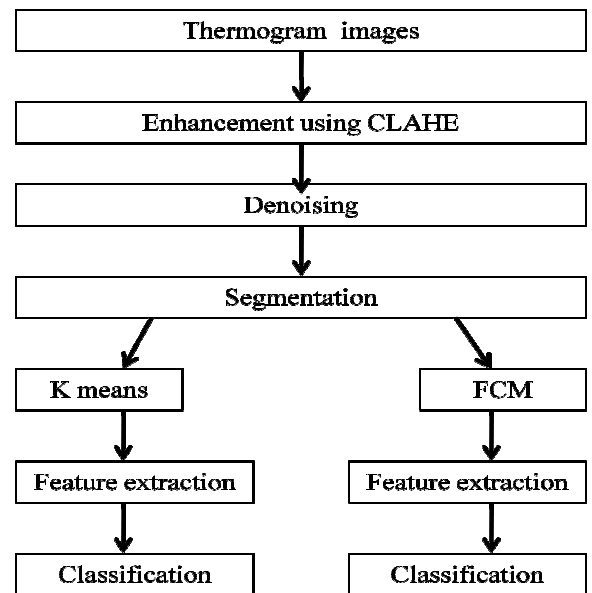 Thermogram images
Enhancement using CLAHE
Denoising
Segmentation
K means
FCM
Feature extraction
Feature extraction
Classification
Classification